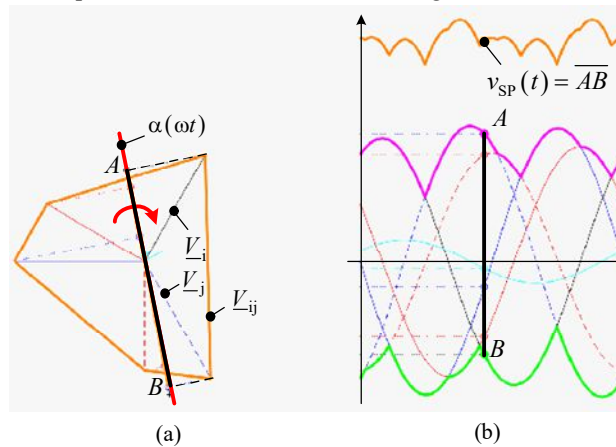 α(ωt)
A
V_i
V_j
V_ij
B
(a)
v_SP(t) = AB
A
B
(b)